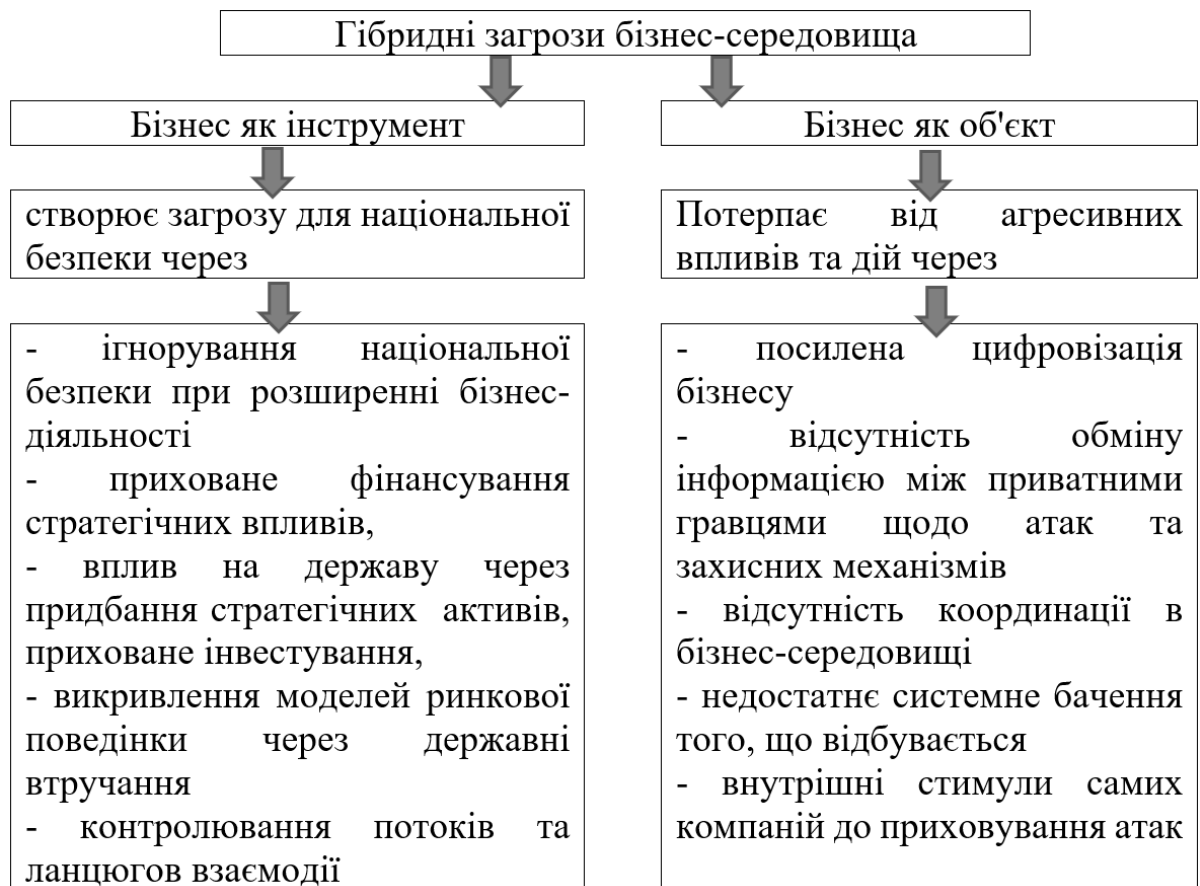 Гібридні загрози бізнес-середовища
Бізнес як інструмент
створює загрозу для національної
безпеки через
- ігнорування національної
безпеки при розширенні бізнес-
діяльності
- приховане фінансування
стратегічних впливів,
- вплив на державу через
придбання стратегічних активів,
приховане інвестування,
- викривлення моделей ринкової
поведінки через державні
втручання
- контролювання потоків та
ланцюгов взаємодії
Бізнес як об'єкт
Потерпає від агресивних
впливів та дій через
- посилена цифровізація
бізнесу
- відсутність обміну
інформацією між приватними
гравцями щодо атак та
захисних механізмів
- відсутність координації в
бізнес-середовищі
- недостатнє системне бачення
того, що відбувається
- внутрішні стимули самих
компаній до приховування атак